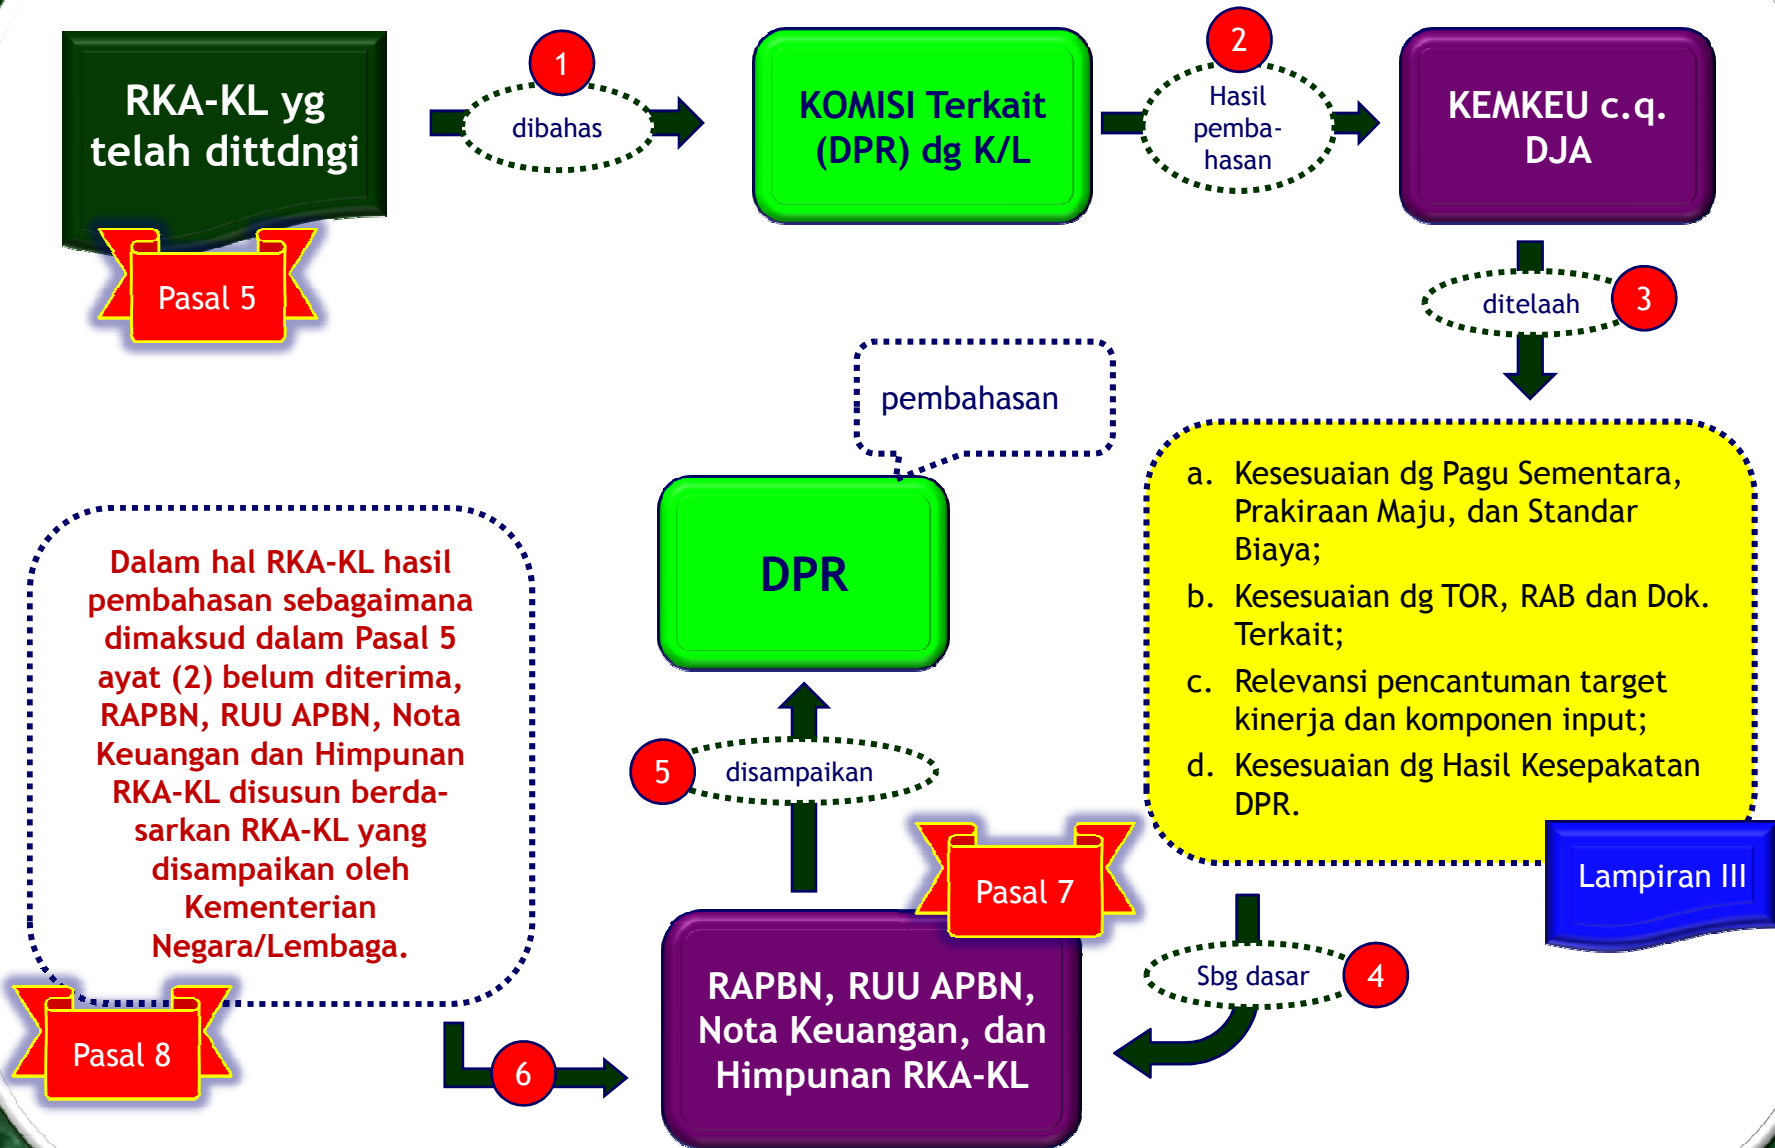 RKA-KL yg
telah dittdngi
Pasal 5
1
dibahas
KOMISI Terkait
(DPR) dg K/L
2
Hasil
pemba-
hasan
KEMKEU c.q.
DJA
ditelaah
3
a. Kesesuaian dg Pagu Sementara,
Prakiraan Maju, dan Standar
Biaya;
b. Kesesuaian dg TOR, RAB dan Dok.
Terkait;
c. Relevansi pencantuman target
kinerja dan komponen input;
d. Kesesuaian dg Hasil Kesepakatan
DPR.
Lampiran III
Sbg dasar
4
RAPBN, RUU APBN,
Nota Keuangan, dan
Himpunan RKA-KL
Pasal 7
5
disampaikan
DPR
pembahasan
Dalam hal RKA-KL hasil
pembahasan sebagaimana
dimaksud dalam Pasal 5
ayat (2) belum diterima,
RAPBN, RUU APBN, Nota
Keuangan dan Himpunan
RKA-KL disusun berda-
sarkan RKA-KL yang
disampaikan oleh
Kementerian
Negara/Lembaga.
Pasal 8
6